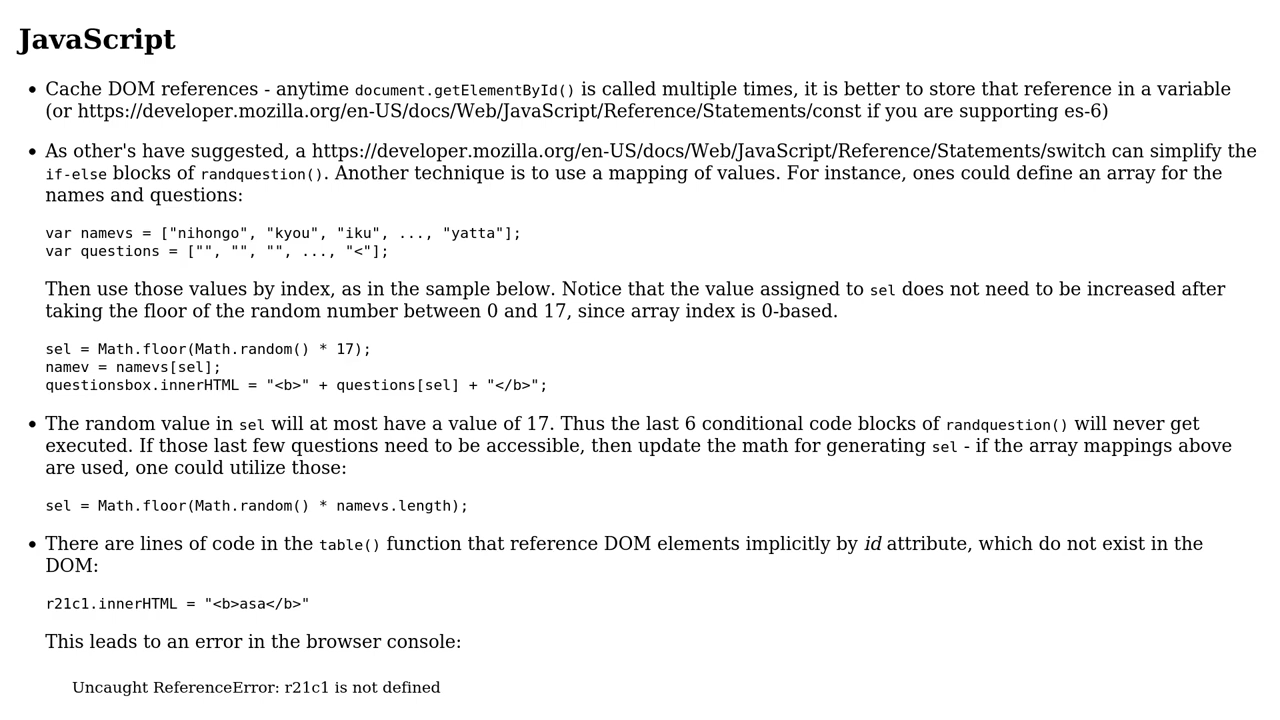 JavaScript
Cache DOM references - anytime document.getElementById() is called multiple times, it is better to store that reference in a variable
(or https://developer.mozilla.org/en-US/docs/Web/JavaScript/Reference/Statements/const if you are supporting es-6)
As other's have suggested, a https://developer.mozilla.org/en-US/docs/Web/JavaScript/Reference/Statements/switch can simplify the
if-else blocks of randquestion(). Another technique is to use a mapping of values. For instance, ones could define an array for the
names and questions:
var namevs = ["nihongo", "kyou", "iku", ..., "yatta"];
var questions = ["", "", "", ..., "<"];
Then use those values by index, as in the sample below. Notice that the value assigned to sel does not need to be increased after
taking the floor of the random number between 0 and 17, since array index is 0-based.
sel = Math.floor(Math.random() * 17);
namev = namevs[sel];
questionsbox.innerHTML = "<b>" + questions[sel] + "</b>";
The random value in sel will at most have a value of 17. Thus the last 6 conditional code blocks of randquestion() will never get
executed. If those last few questions need to be accessible, then update the math for generating sel - if the array mappings above
are used, one could utilize those:
sel = Math.floor(Math.random() * namevs.length);
There are lines of code in the table() function that reference DOM elements implicitly by id attribute, which do not exist in the
DOM:
r21c1.innerHTML = "<b>asa</b>"
This leads to an error in the browser console:
Uncaught ReferenceError: r21c1 is not defined